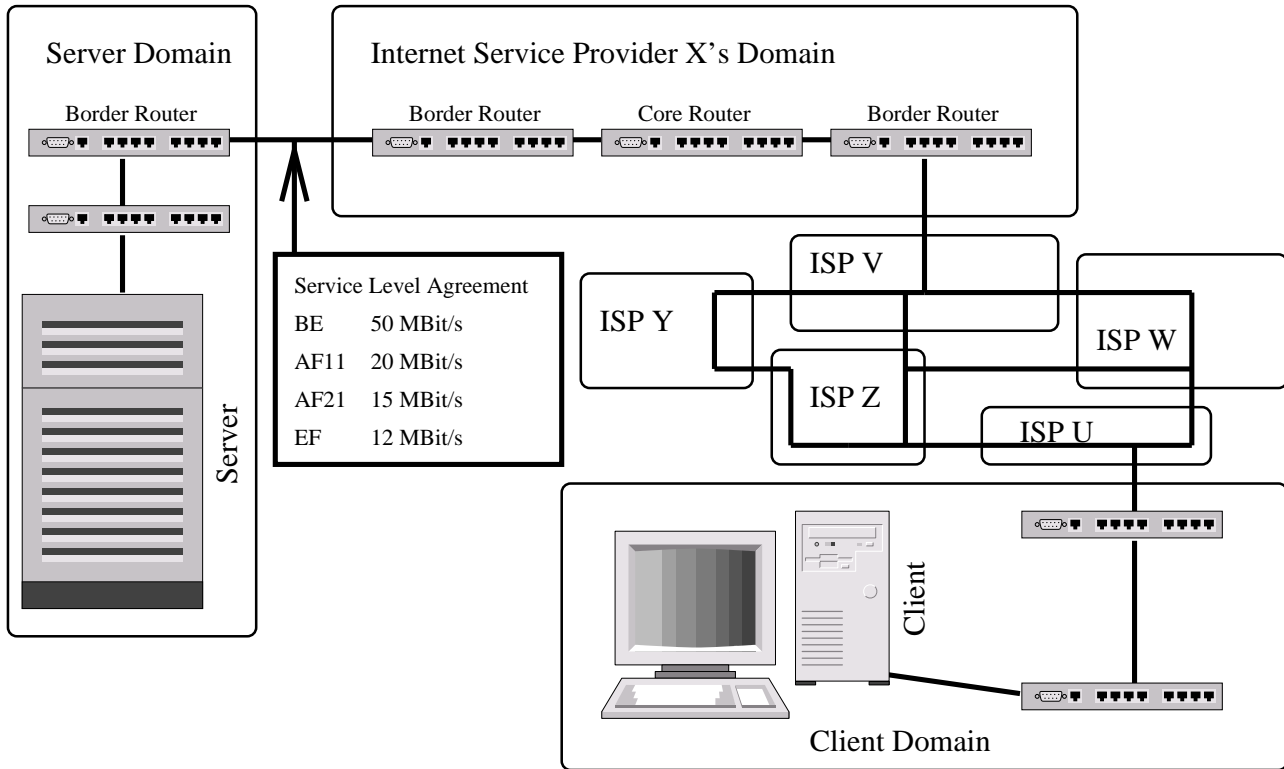 Server Domain
Internet Service Provider X's Domain
Border Router
Border Router
Core Router
Border Router
Service Level Agreement
BE 50 MBit/s
AF11 20 MBit/s
AF21 15 MBit/s
EF 12 MBit/s
Server
ISP V
ISP Y
ISP W
ISP Z
ISP U
Client
Client Domain